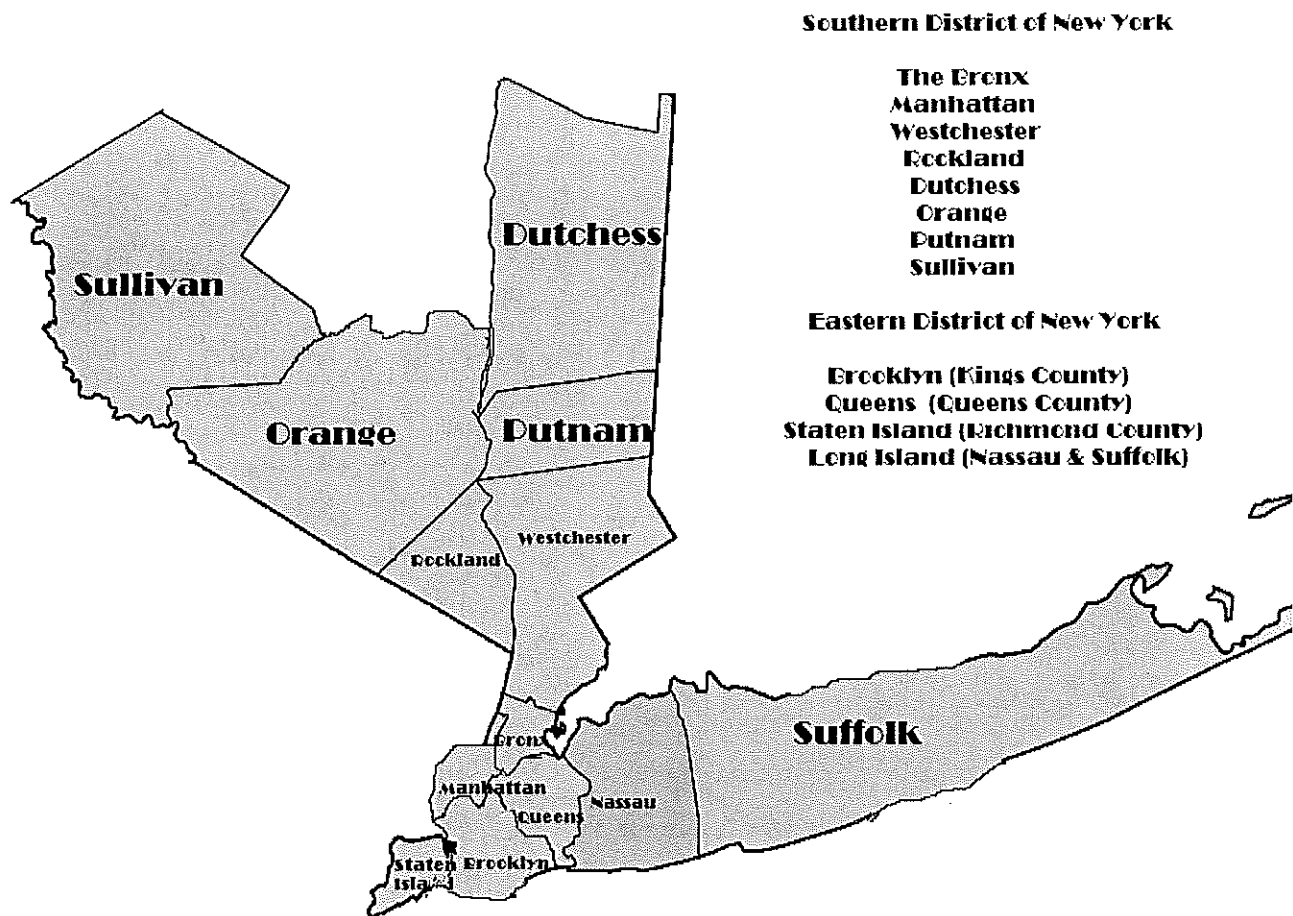 Southern District of New York
The Bronx
Manhattan
Westchester
Rockland
Dutchess
Orange
Putnam
Sullivan
Eastern District of New York
Brooklyn (Kings County)
Queens (Queens County)
Staten Island (Richmond County)
Long Island (Nassau & Suffolk)
Dutchess
Sullivan
Orange
Putnam
Westchester
Rockland
Suffolk
Bronx
Manhattan
Nassau
Queens
Staten
Island
Brooklyn